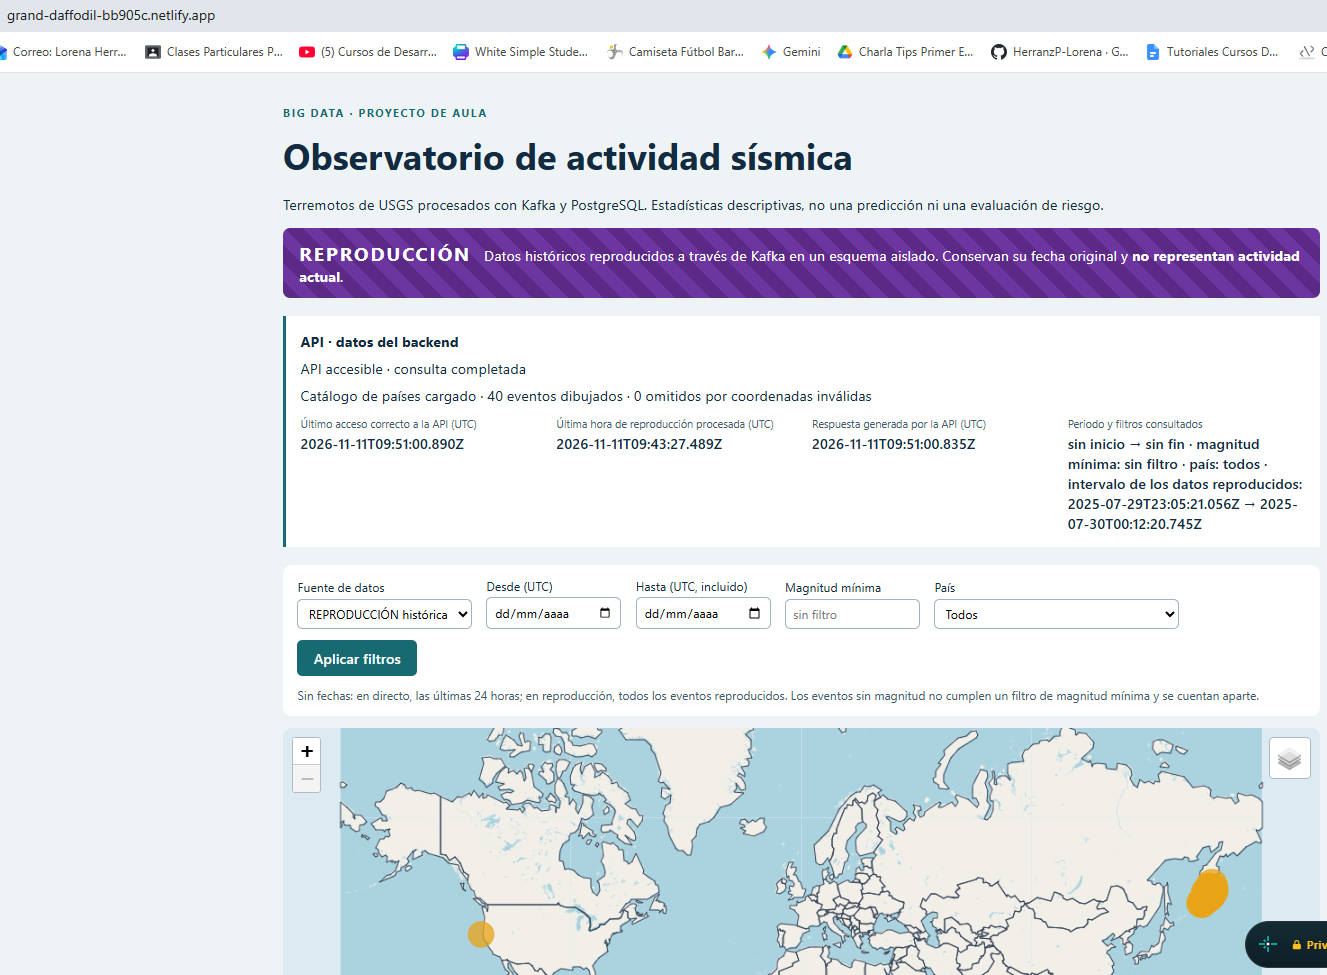 grand-daffodil-bb905c.netlify.app
Correo: Lorena Herr... Clases Particulares P... (5) Cursos de Desarr... White Simple Stude... Camiseta Fútbol Bar... Gemini Charla Tips Primer E... HerranzP-Lorena · G... Tutoriales Cursos D...
BIG DATA · PROYECTO DE AULA
Observatorio de actividad sísmica
Terremotos de USGS procesados con Kafka y PostgreSQL. Estadísticas descriptivas, no una predicción ni una evaluación de riesgo.
REPRODUCCIÓN Datos históricos reproducidos a través de Kafka en un esquema aislado. Conservan su fecha original y no representan actividad
actual.
API · datos del backend
API accesible · consulta completada
Catálogo de países cargado · 40 eventos dibujados · 0 omitidos por coordenadas inválidas
Último acceso correcto a la API (UTC)
2026-11-11T09:51:00.890Z
Última hora de reproducción procesada (UTC)
2026-11-11T09:43:27.489Z
Respuesta generada por la API (UTC)
2026-11-11T09:51:00.835Z
Periodo y filtros consultados
sin inicio → sin fin · magnitud
mínima: sin filtro · país: todos ·
intervalo de los datos reproducidos:
2025-07-29T23:05:21.056Z → 2025-
07-30T00:12:20.745Z
Fuente de datos
REPRODUCCIÓN histórica
Desde (UTC)
dd/mm/aaaa
Hasta (UTC, incluido)
dd/mm/aaaa
Magnitud mínima
sin filtro
País
Todos
Aplicar filtros
Sin fechas: en directo, las últimas 24 horas; en reproducción, todos los eventos reproducidos. Los eventos sin magnitud no cumplen un filtro de magnitud mínima y se cuentan aparte.
+
−
Priv